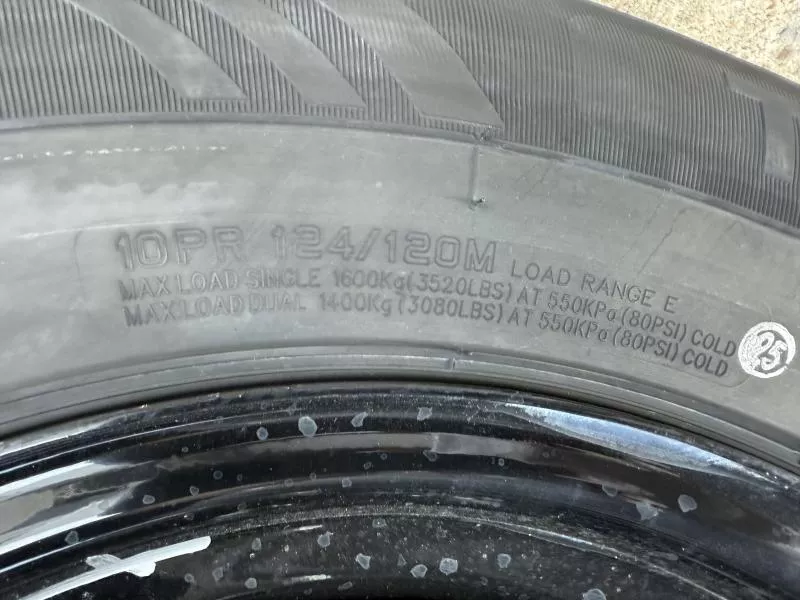 10PR 124/120M LOAD RANGE E
MAX LOAD SINGLE 1600Kg(3520LBS) AT 550KPa(80PSI) COLD
MAX LOAD DUAL 1400Kg(3080LBS) AT 550KPa(80PSI) COLD
25